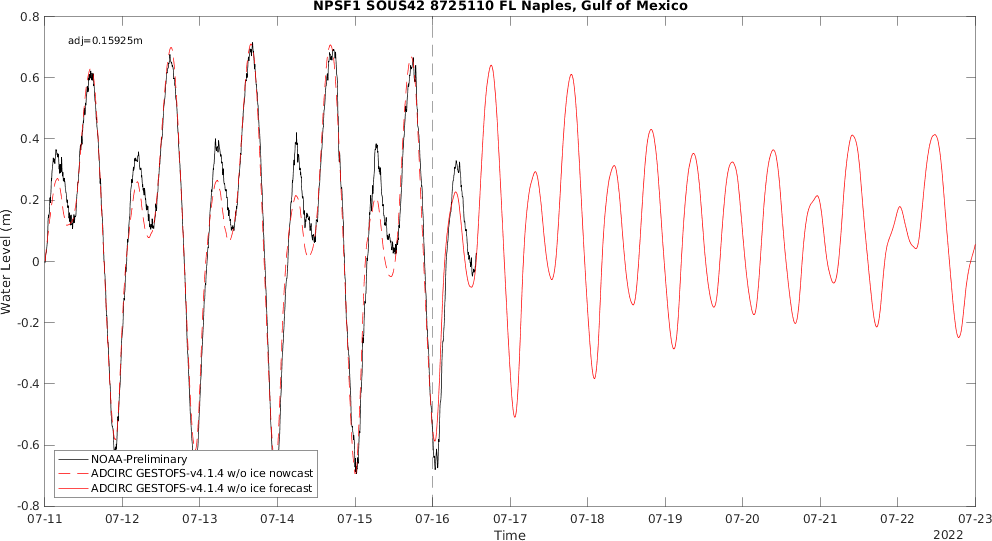 NPSF1 SOUS42 8725110 FL Naples, Gulf of Mexico
adj=0.15925m
0.8
0.6
0.4
0.2
0
-0.2
-0.4
-0.6
-0.8
Water Level (m)
NOAA-Preliminary
ADCIRC GESTOFS-v4.1.4 w/o ice nowcast
ADCIRC GESTOFS-v4.1.4 w/o ice forecast
07-11 07-12 07-13 07-14 07-15 07-16 07-17 07-18 07-19 07-20 07-21 07-22 07-23
Time
2022